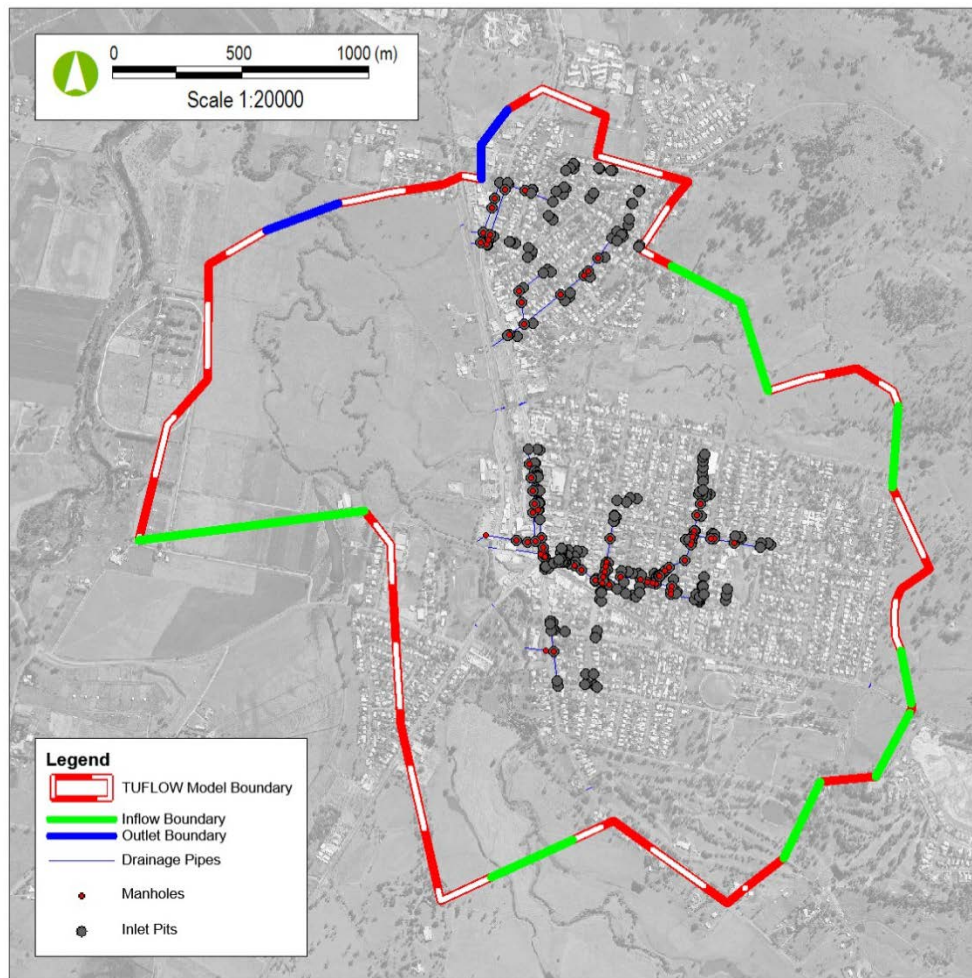 0 500 1000 (m)
Scale 1:20000
Legend
TUFLOW Model Boundary
Inflow Boundary
Outlet Boundary
Drainage Pipes
Manholes
Inlet Pits